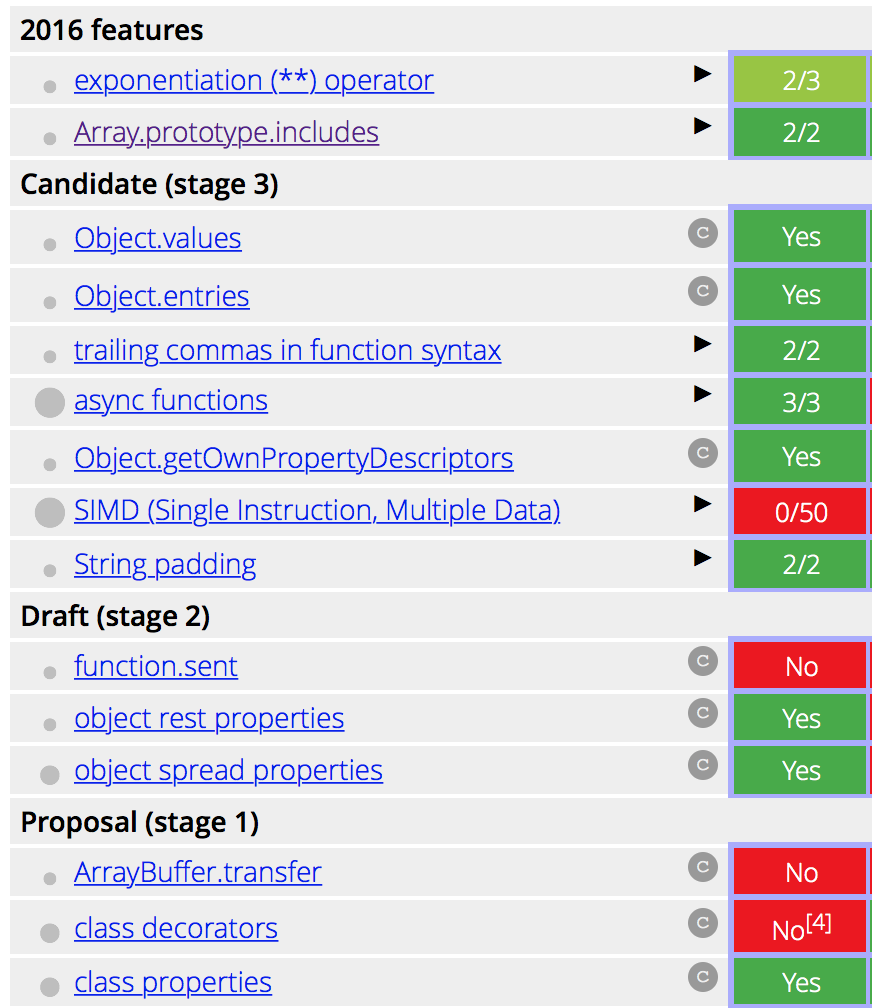 2016 features
exponentiation (**) operator 2/3
Array.prototype.includes 2/2
Candidate (stage 3)
Object.values C Yes
Object.entries C Yes
trailing commas in function syntax 2/2
async functions 3/3
Object.getOwnPropertyDescriptors C Yes
SIMD (Single Instruction, Multiple Data) 0/50
String padding 2/2
Draft (stage 2)
function.sent C No
object rest properties C Yes
object spread properties C Yes
Proposal (stage 1)
ArrayBuffer.transfer C No
class decorators C No[4]
class properties C Yes